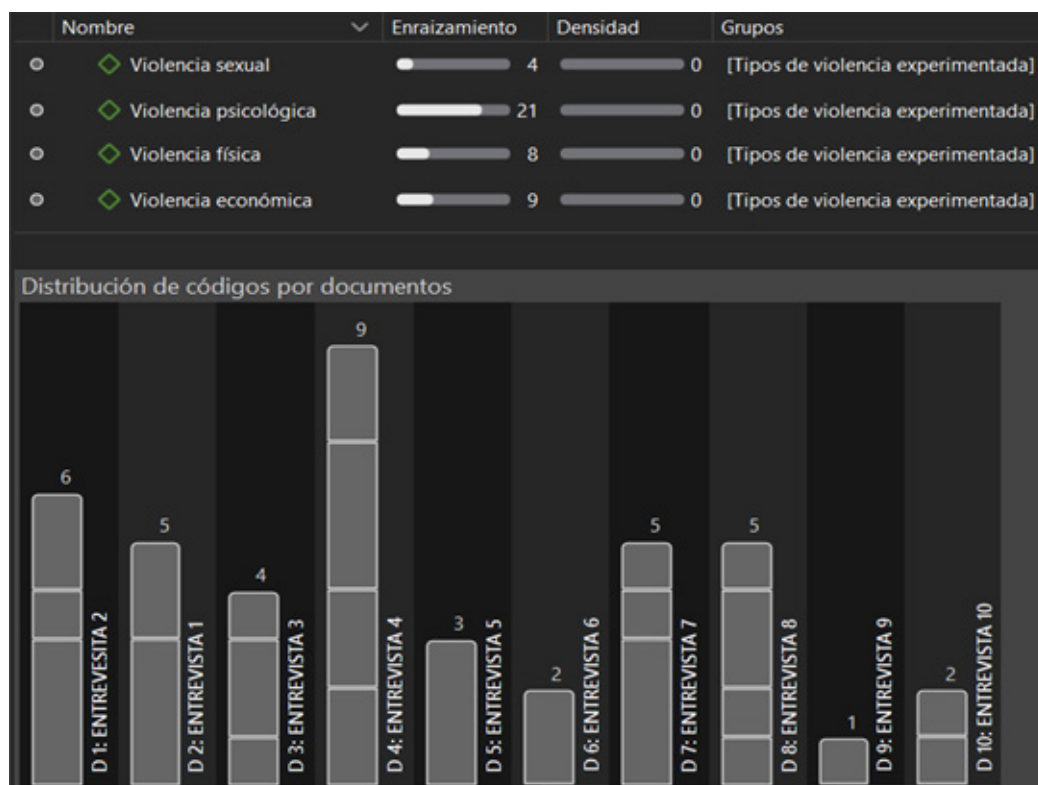 Nombre Enraizamiento Densidad Grupos
Violencia sexual 4 0 [Tipos de violencia experimentada]
Violencia psicológica 21 0 [Tipos de violencia experimentada]
Violencia física 8 0 [Tipos de violencia experimentada]
Violencia económica 9 0 [Tipos de violencia experimentada]
Distribución de códigos por documentos
6
D 1: ENTREVESITA 2
5
D 2: ENTREVISTA 1
4
D 3: ENTREVISTA 3
9
D 4: ENTREVISTA 4
3
D 5: ENTREVISTA 5
2
D 6: ENTREVISTA 6
5
D 7: ENTREVISTA 7
5
D 8: ENTREVISTA 8
1
D 9: ENTREVISTA 9
2
D 10: ENTREVISTA 10